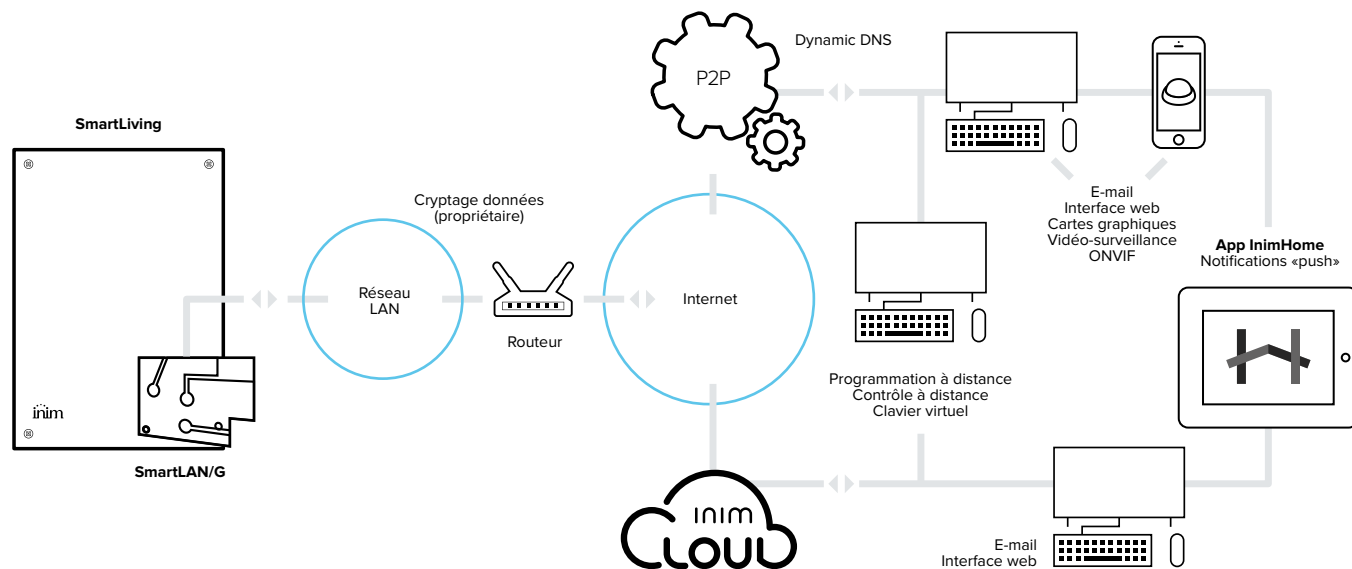 SmartLiving
inim
SmartLAN/G
Réseau
LAN
Cryptage données
(propriétaire)
Routeur
Internet
P2P
Dynamic DNS
E-mail
Interface web
Cartes graphiques
Vidéo-surveillance
ONVIF
App InimHome
Notifications «push»
Programmation à distance
Contrôle à distance
Clavier virtuel
INIM
CLOUD
E-mail
Interface web